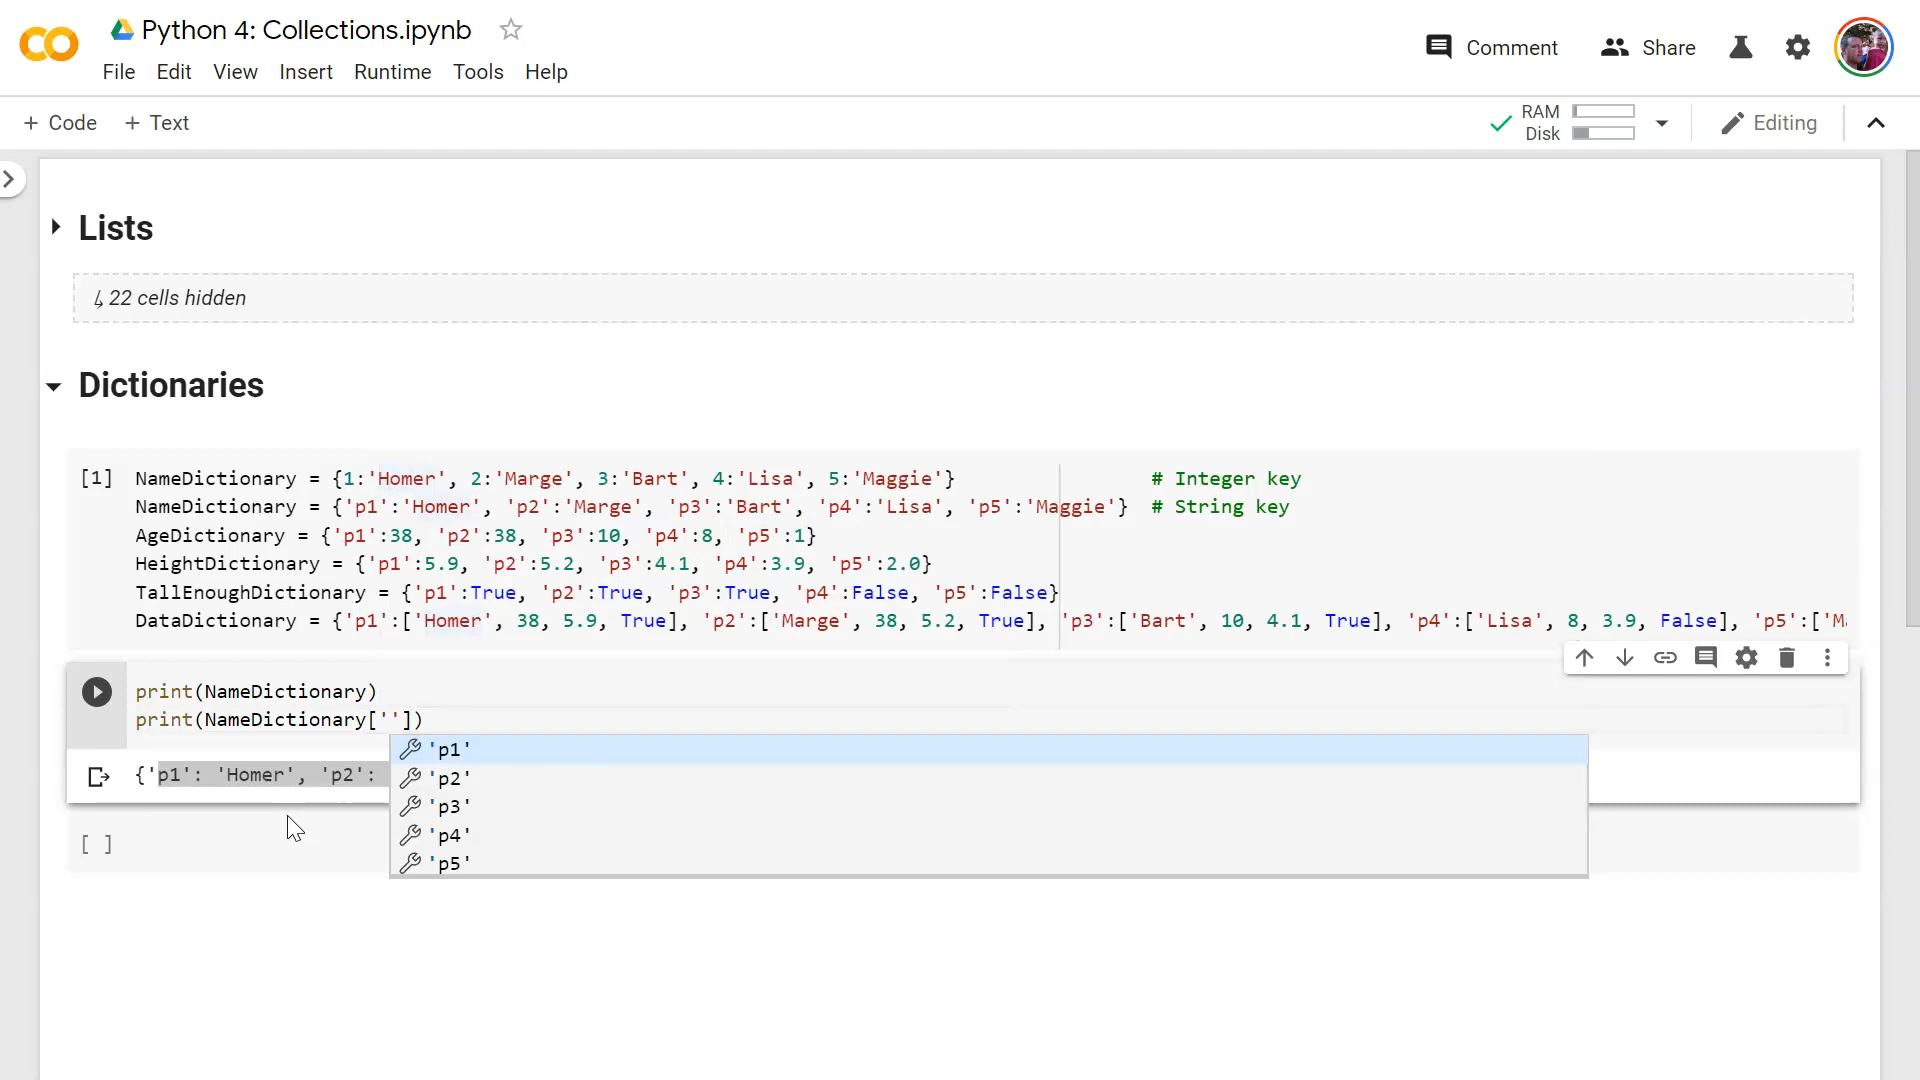 Python 4: Collections.ipynb
File Edit View Insert Runtime Tools Help
Comment Share
+ Code + Text
RAM
Disk
Editing
Lists
22 cells hidden
Dictionaries
[1] NameDictionary = {1:'Homer', 2:'Marge', 3:'Bart', 4:'Lisa', 5:'Maggie'} # Integer key
NameDictionary = {'p1':'Homer', 'p2':'Marge', 'p3':'Bart', 'p4':'Lisa', 'p5':'Maggie'} # String key
AgeDictionary = {'p1':38, 'p2':38, 'p3':10, 'p4':8, 'p5':1}
HeightDictionary = {'p1':5.9, 'p2':5.2, 'p3':4.1, 'p4':3.9, 'p5':2.0}
TallEnoughDictionary = {'p1':True, 'p2':True, 'p3':True, 'p4':False, 'p5':False}
DataDictionary = {'p1':['Homer', 38, 5.9, True], 'p2':['Marge', 38, 5.2, True], 'p3':['Bart', 10, 4.1, True], 'p4':['Lisa', 8, 3.9, False], 'p5':['M
print(NameDictionary)
print(NameDictionary[''])
'p1'
{'p1': 'Homer', 'p2':
'p2'
'p3'
'p4'
[ ]
'p5'